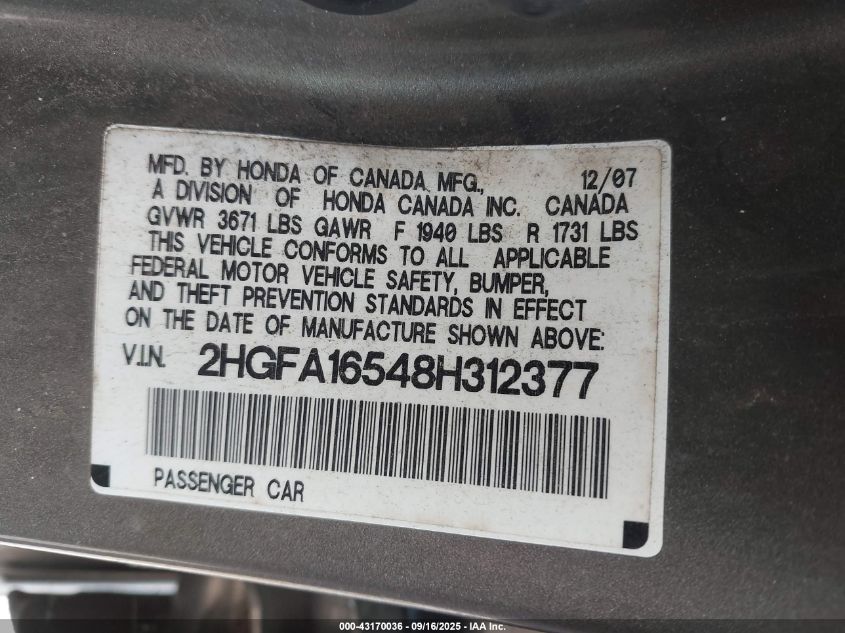 MFD. BY HONDA OF CANADA MFG., 12/07
A DIVISION OF HONDA CANADA INC. CANADA
GVWR 3671 LBS GAWR F 1940 LBS R 1731 LBS
THIS VEHICLE CONFORMS TO ALL APPLICABLE
FEDERAL MOTOR VEHICLE SAFETY, BUMPER,
AND THEFT PREVENTION STANDARDS IN EFFECT
ON THE DATE OF MANUFACTURE SHOWN ABOVE:
V.I.N. 2HGFA16548H312377
PASSENGER CAR
000-43170036 - 09/16/2025 - IAA Inc.